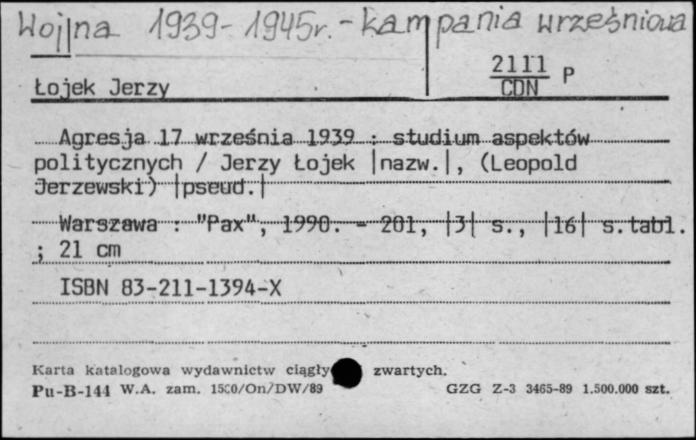 Wojna 1939-1945r. - kampania wrześniowa
2111 P
CDN
Łojek Jerzy
Agresja 17 września 1939 : studium aspektów
politycznych / Jerzy Łojek |nazw.|, (Leopold
Jerzewski) |pseud.|
Warszawa : "Pax", 1990. - 201, |3| s., |16| s.tabl.
; 21 cm
ISBN 83-211-1394-X
Karta katalogowa wydawnictw zwartych.
Pu-B-144 W.A. zam. 1500/On/DW/89 GZG Z-3 3465-89 1.500.000 szt.